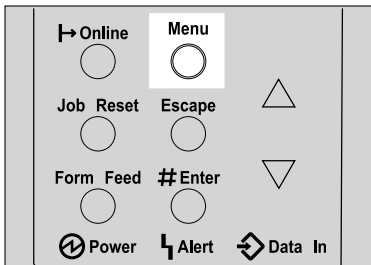 Online Menu
Job Reset Escape
Form Feed #Enter
Power Alert Data In